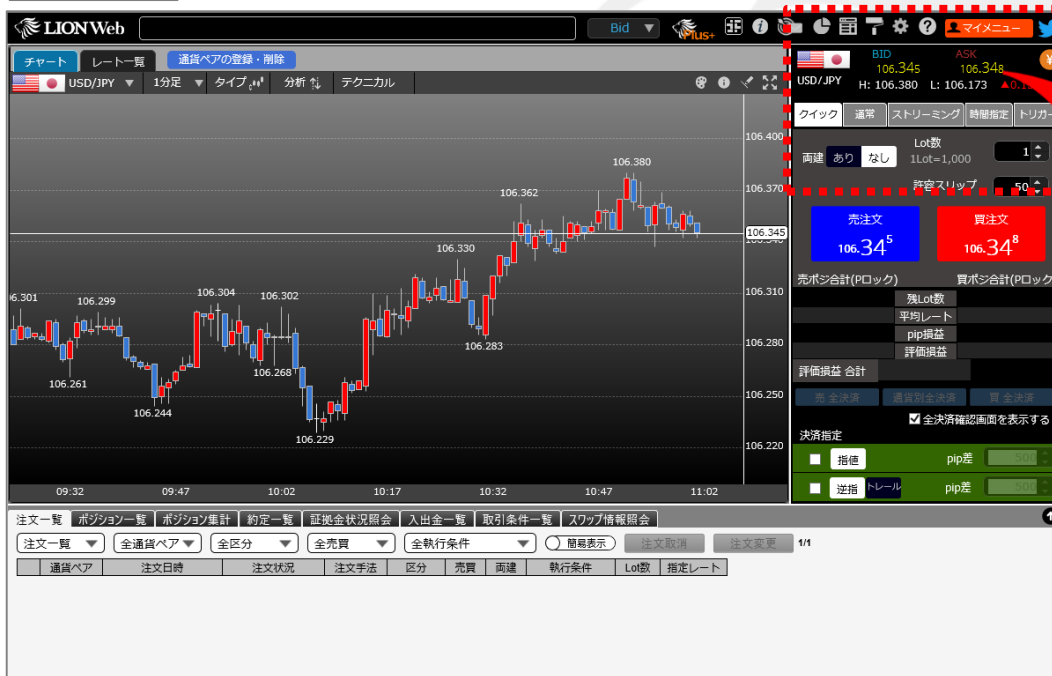 LION Web
Bid ▼
Plus+
マイメニュー
チャート レート一覧 通貨ペアの登録・削除
USD/JPY ▼ 1分足 ▼ タイプ 分析 テクニカル
BID ASK
USD/JPY 106.345 106.348
H: 106.380 L: 106.173
クイック 通常 ストリーミング 時間指定 トリガー
両建 あり なし
Lot数
1Lot=1,000
1
許容スリップ 50
売注文 買注文
106.34⁵ 106.34⁸
売ポジ合計(Pロック) 買ポジ合計(Pロック
残Lot数
平均レート
pip損益
評価損益
評価損益 合計
売 全決済 通貨別全決済 買 全決済
全決済確認画面を表示する
決済指定
指値 pip差 500
逆指 トレール pip差 500
106.400
106.380
106.370
106.362
106.345
106.340
106.330
106.310
106.304
106.302
106.299
6.301
106.283
106.280
106.268
106.261
106.250
106.244
106.229
106.220
09:32 09:47 10:02 10:17 10:32 10:47 11:02
注文一覧 ポジション一覧 ポジション集計 約定一覧 証拠金状況照会 入出金一覧 取引条件一覧 スワップ情報照会
注文一覧 ▼ 全通貨ペア ▼ 全区分 ▼ 全売買 ▼ 全執行条件 ▼ 簡易表示 注文取消 注文変更 1/1
通貨ペア 注文日時 注文状況 注文手法 区分 売買 両建 執行条件 Lot数 指定レート